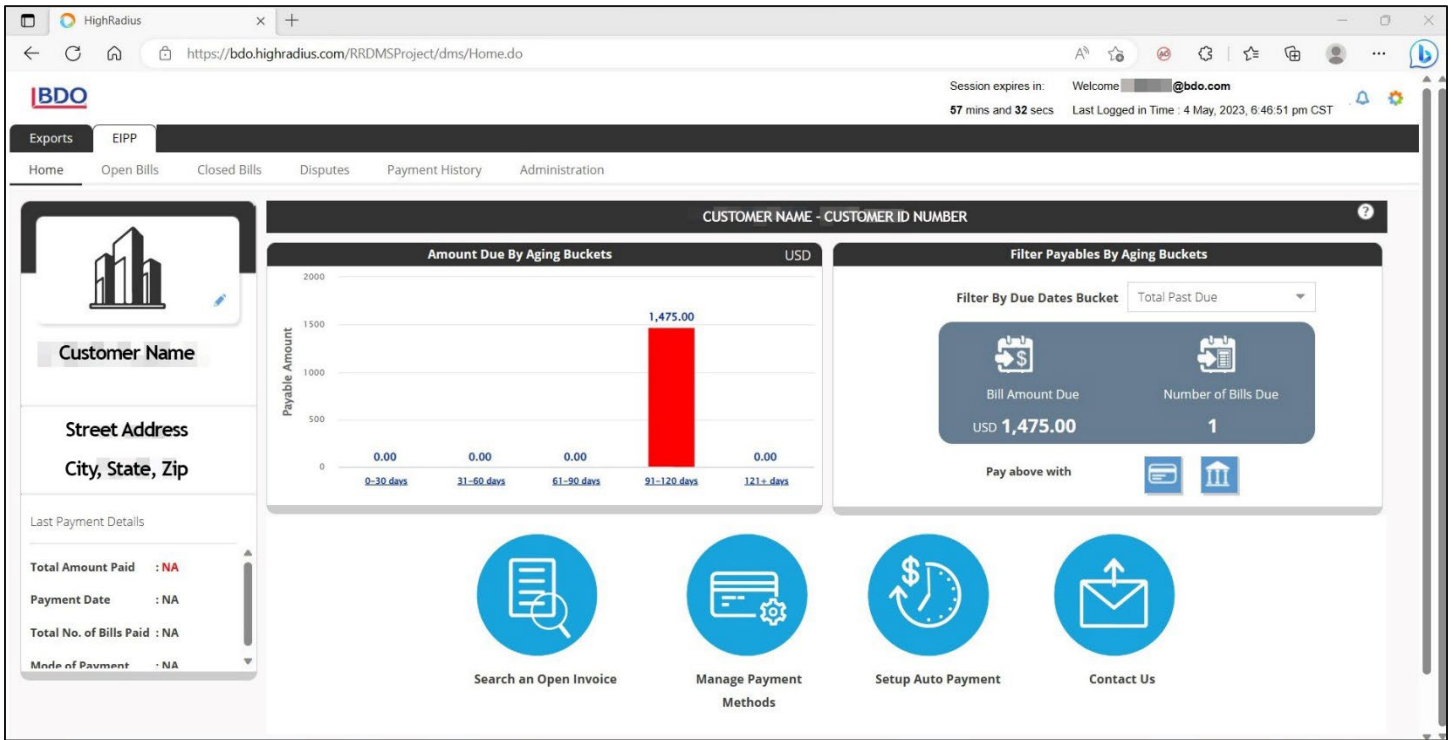 HighRadius
https://bdo.highradius.com/RRDMSProject/dms/Home.do
BDO
Session expires in:
57 mins and 32 secs
Welcome @bdo.com
Last Logged in Time : 4 May, 2023, 6:46:51 pm CST
Exports EIPP
Home Open Bills Closed Bills Disputes Payment History Administration
Customer Name
Street Address
City, State, Zip
Last Payment Details
Total Amount Paid : NA
Payment Date : NA
Total No. of Bills Paid : NA
Mode of Payment : NA
CUSTOMER NAME - CUSTOMER ID NUMBER
?
Amount Due By Aging Buckets USD
Payable Amount
2000
1500
1000
500
0
0.00 0.00 0.00 1,475.00 0.00
0-30 days 31-60 days 61-90 days 91-120 days 121+ days
Filter Payables By Aging Buckets
Filter By Due Dates Bucket Total Past Due
Bill Amount Due Number of Bills Due
USD 1,475.00 1
Pay above with
Search an Open Invoice
Manage Payment
Methods
Setup Auto Payment
Contact Us